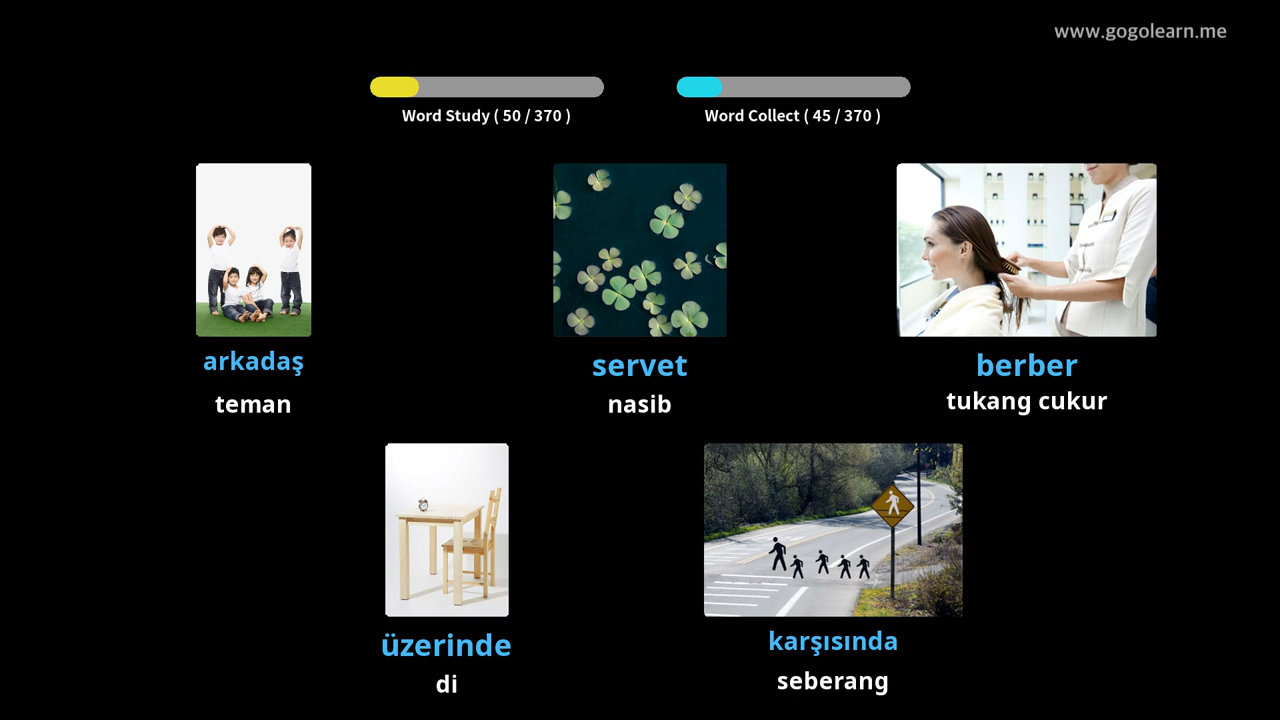 www.gogolearn.me
Word Study ( 50 / 370 )
Word Collect ( 45 / 370 )
arkadaş
teman
servet
nasib
berber
tukang cukur
üzerinde
di
karşısında
seberang